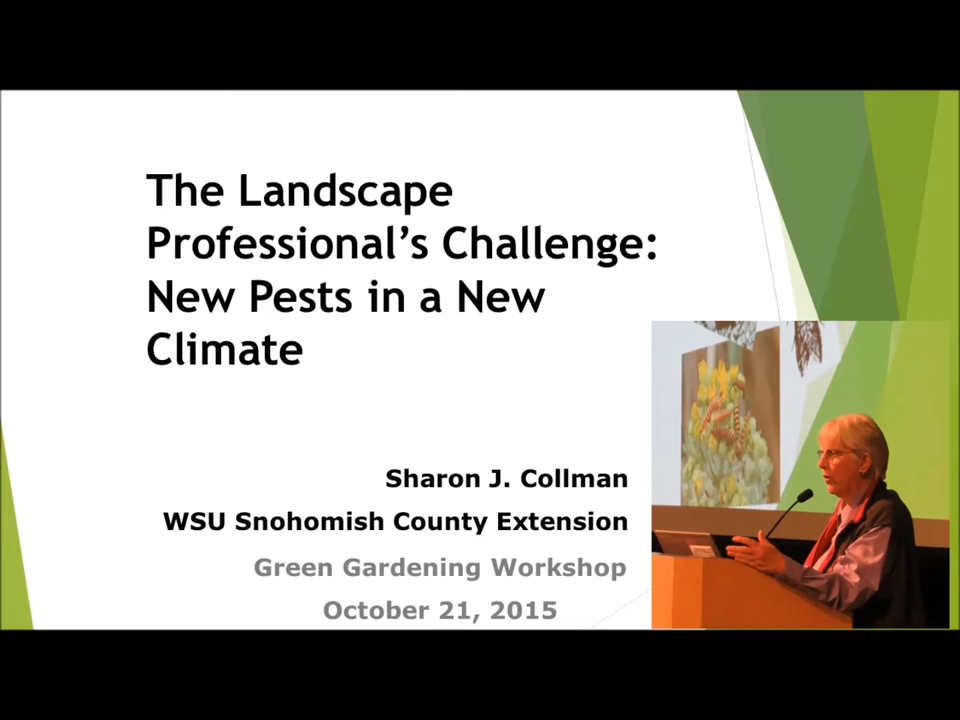 The Landscape
Professional’s Challenge:
New Pests in a New
Climate
Sharon J. Collman
WSU Snohomish County Extension
Green Gardening Workshop
October 21, 2015